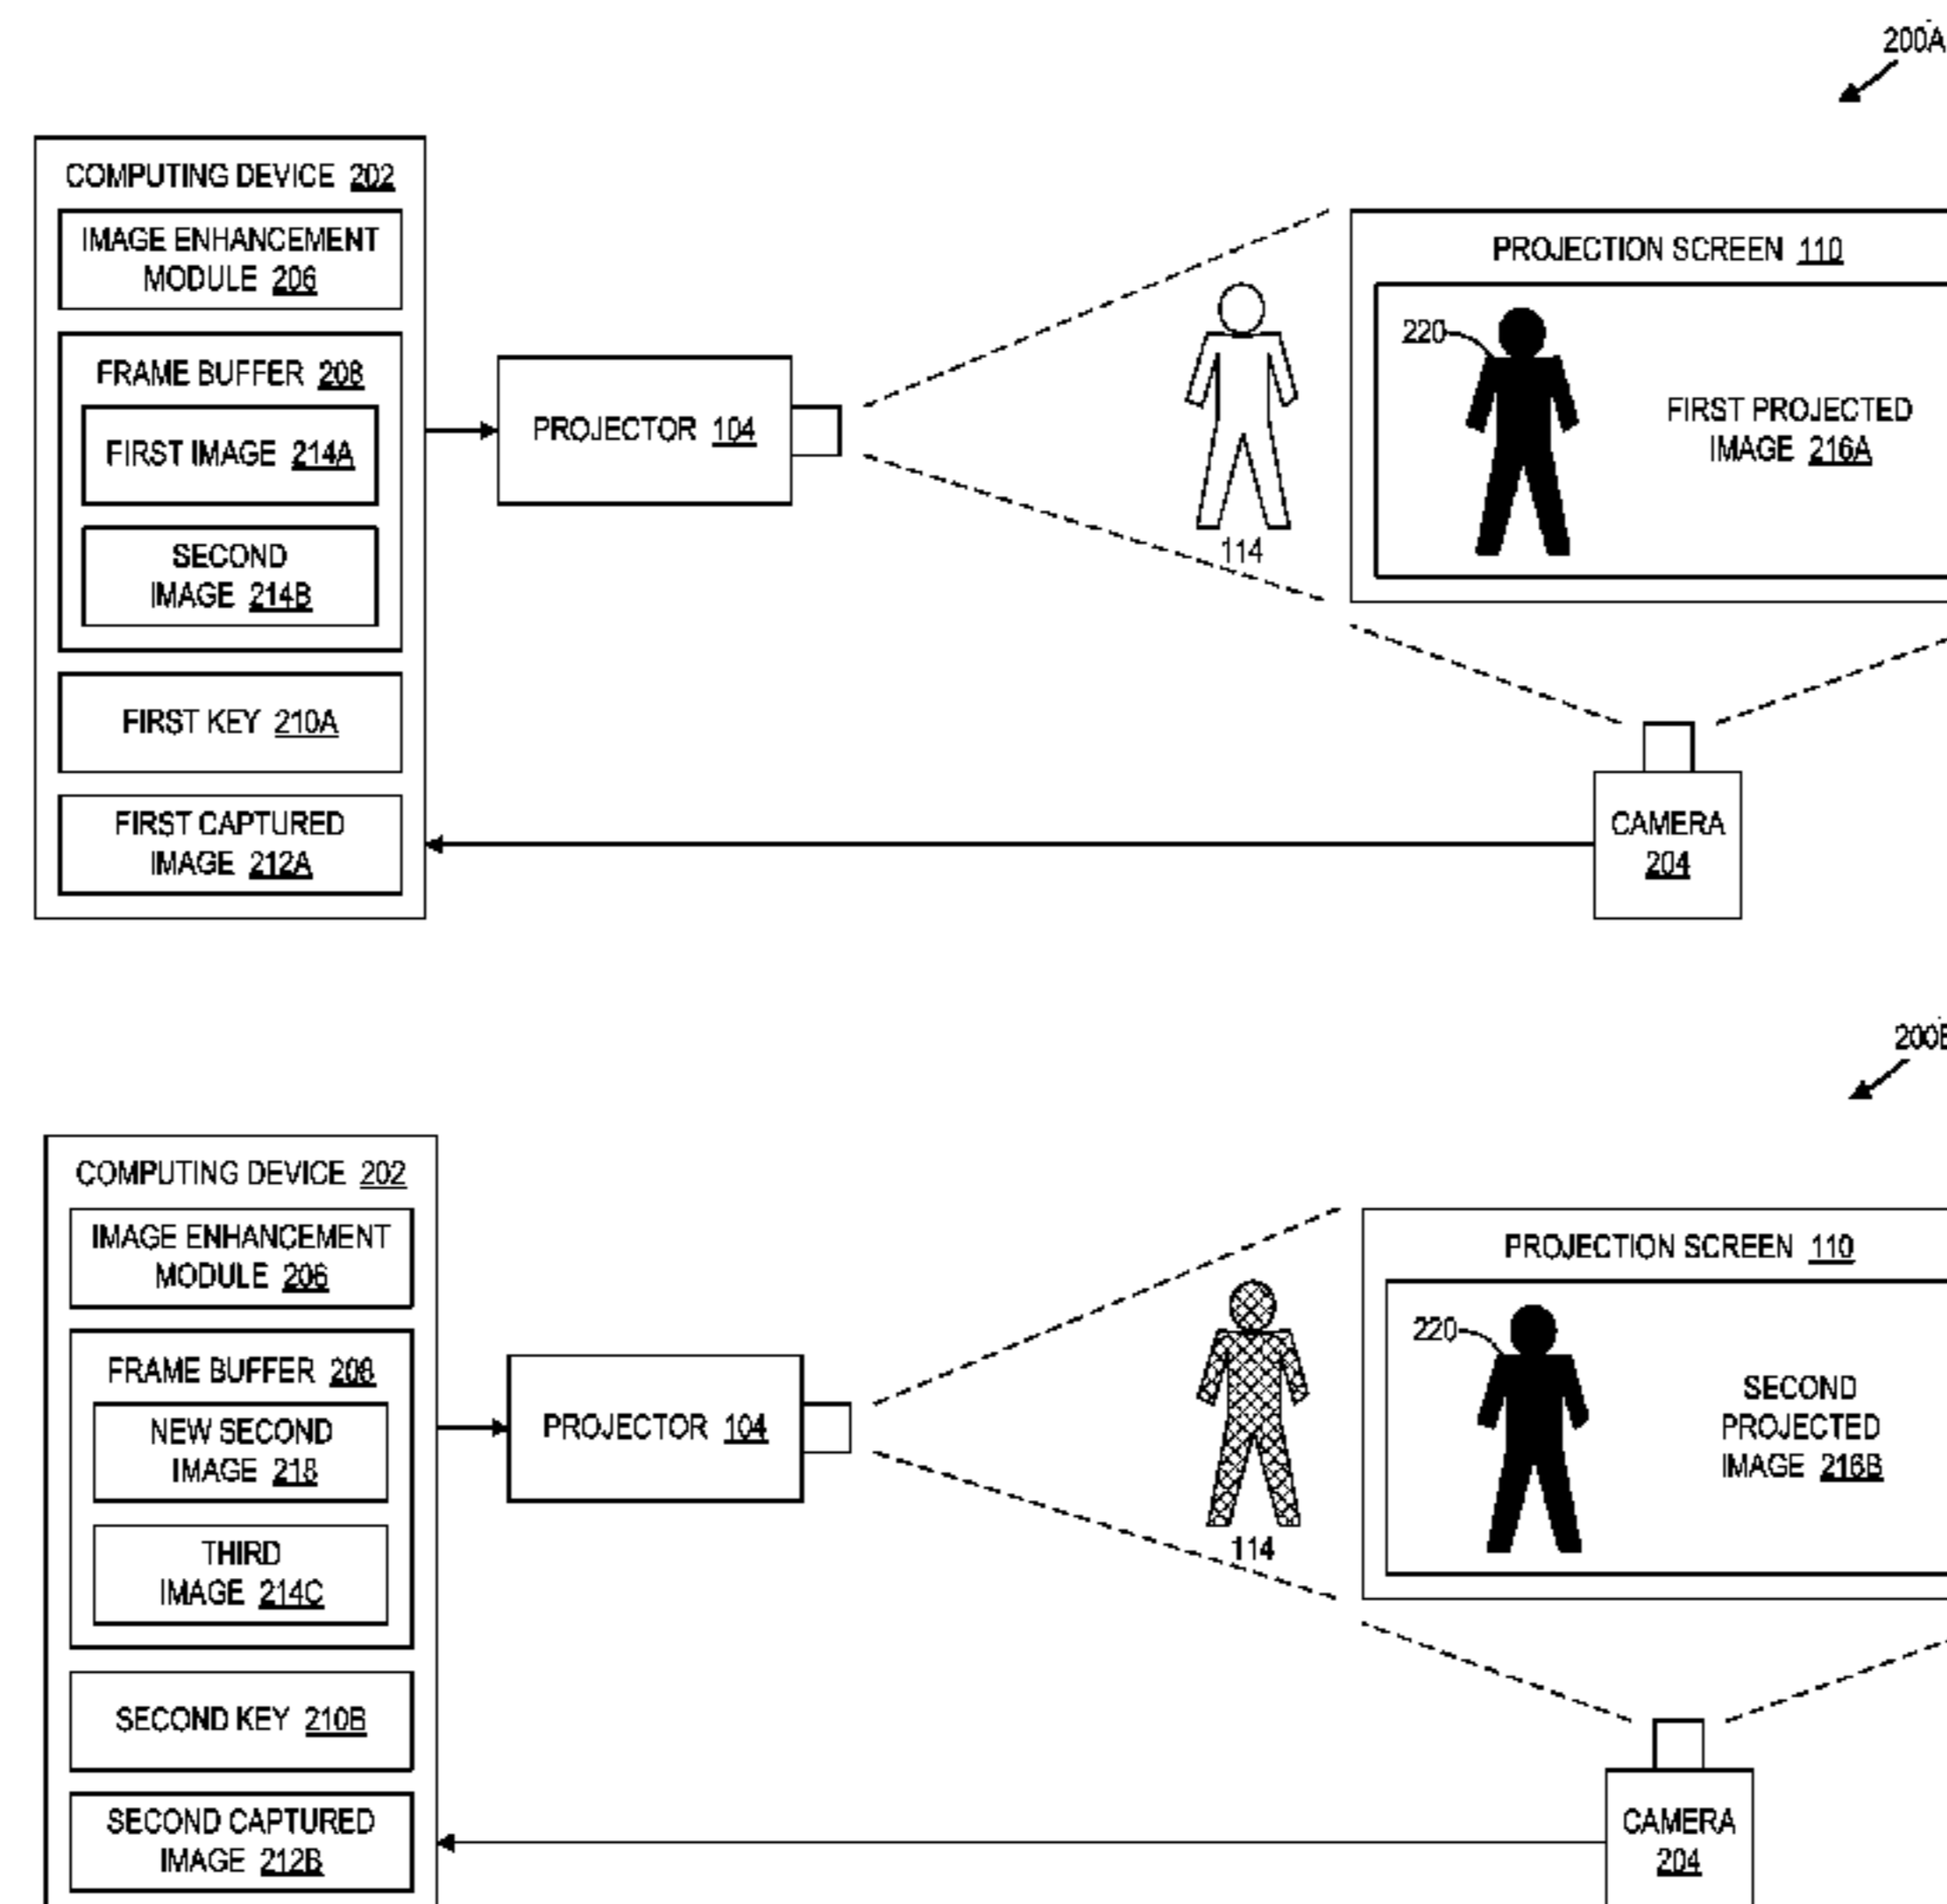 200A
COMPUTING DEVICE 202
IMAGE ENHANCEMENT
MODULE 206
FRAME BUFFER 208
FIRST IMAGE 214A
SECOND
IMAGE 214B
FIRST KEY 210A
FIRST CAPTURED
IMAGE 212A
PROJECTOR 104
114
PROJECTION SCREEN 110
220
FIRST PROJECTED
IMAGE 216A
CAMERA
204
200B
COMPUTING DEVICE 202
IMAGE ENHANCEMENT
MODULE 206
FRAME BUFFER 208
NEW SECOND
IMAGE 218
THIRD
IMAGE 214C
SECOND KEY 210B
SECOND CAPTURED
IMAGE 212B
PROJECTOR 104
114
PROJECTION SCREEN 110
220
SECOND
PROJECTED
IMAGE 216B
CAMERA
204